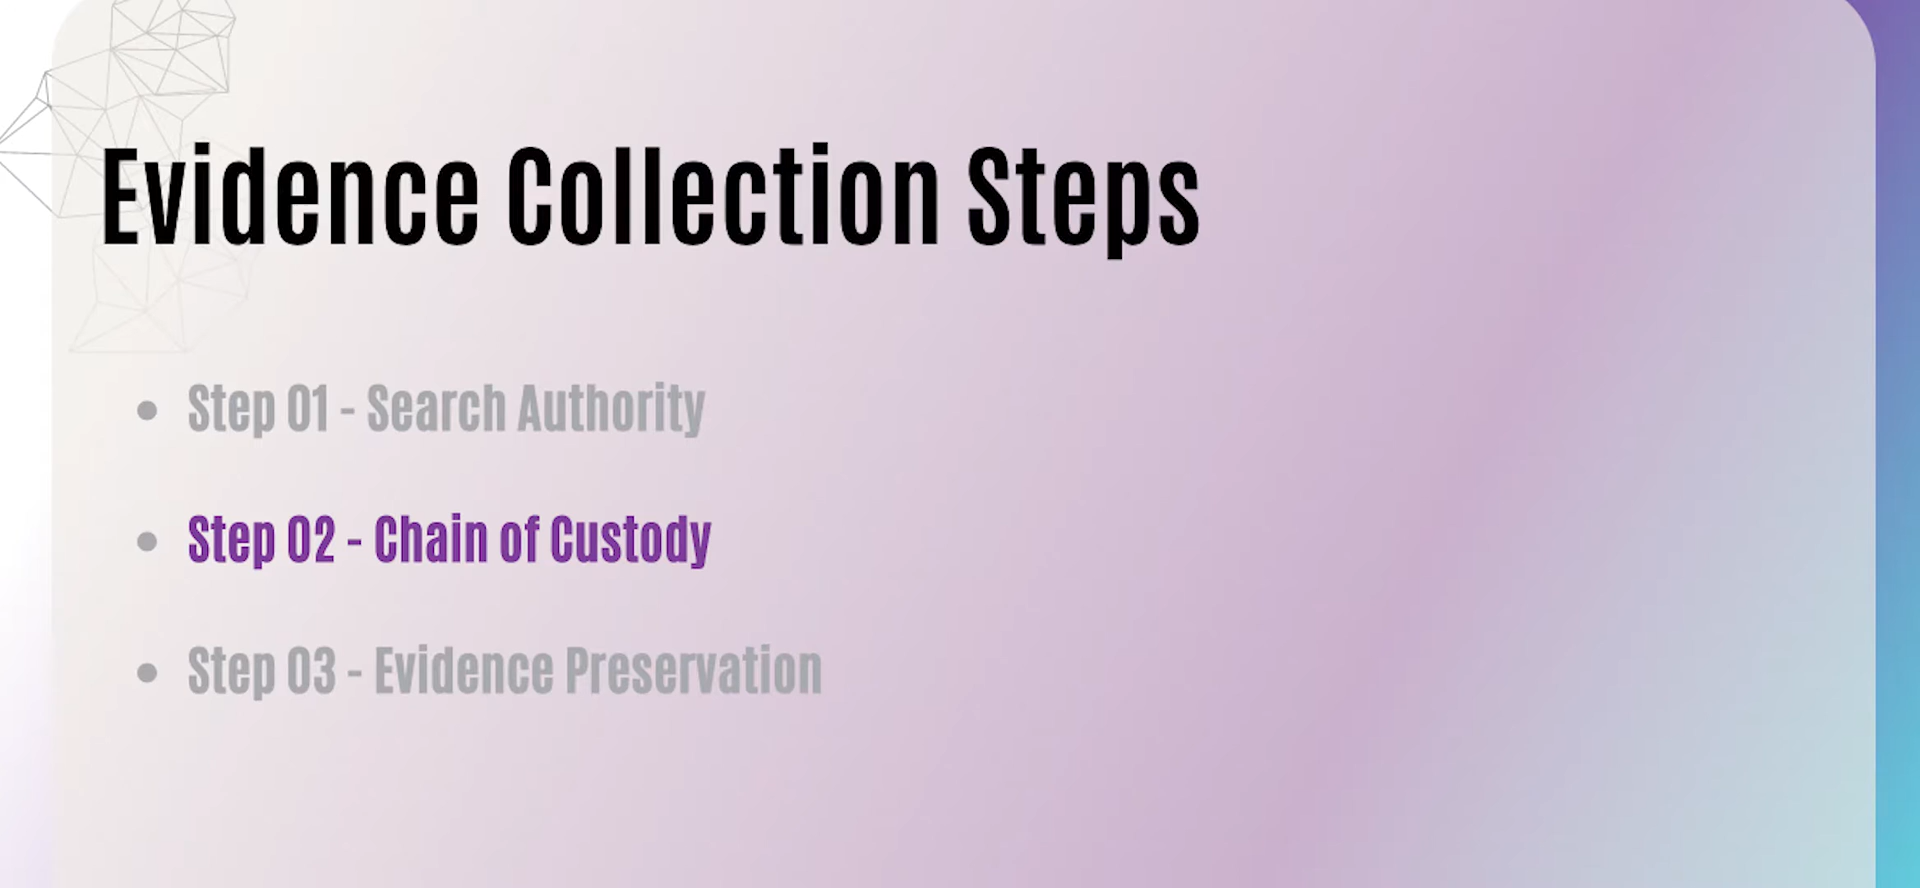 Evidence Collection Steps
Step 01 - Search Authority
Step 02 - Chain of Custody
Step 03 - Evidence Preservation